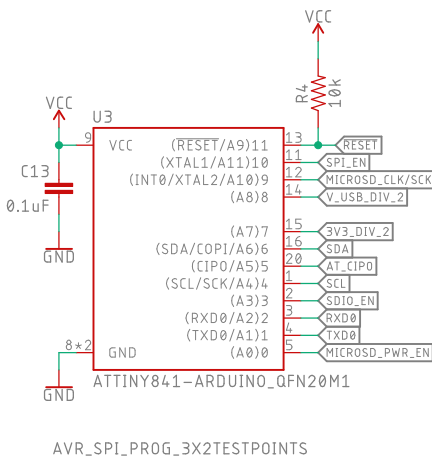 VCC
R4
10k
VCC
U3
9
VCC
(RESET/A9)11
13
RESET
(XTAL1/A11)10
11
SPI_EN
C13
(INT0/XTAL2/A10)9
12
MICROSD_CLK/SCK
(A8)8
14
V_USB_DIV_2
0.1uF
(A7)7
15
3V3_DIV_2
(SDA/COPI/A6)6
16
SDA
GND
(CIPO/A5)5
20
AT_CIPO
(SCL/SCK/A4)4
1
SCL
(A3)3
2
SDIO_EN
(RXD0/A2)2
3
RXD0
(TXD0/A1)1
4
TXD0
8*2
GND
(A0)0
5
MICROSD_PWR_EN
ATTINY841-ARDUINO_QFN20M1
GND
AVR_SPI_PROG_3X2TESTPOINTS